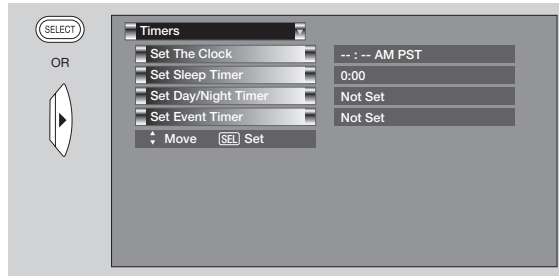 SELECT
OR
Timers
Set The Clock -- : -- AM PST
Set Sleep Timer 0:00
Set Day/Night Timer Not Set
Set Event Timer Not Set
Move SEL Set